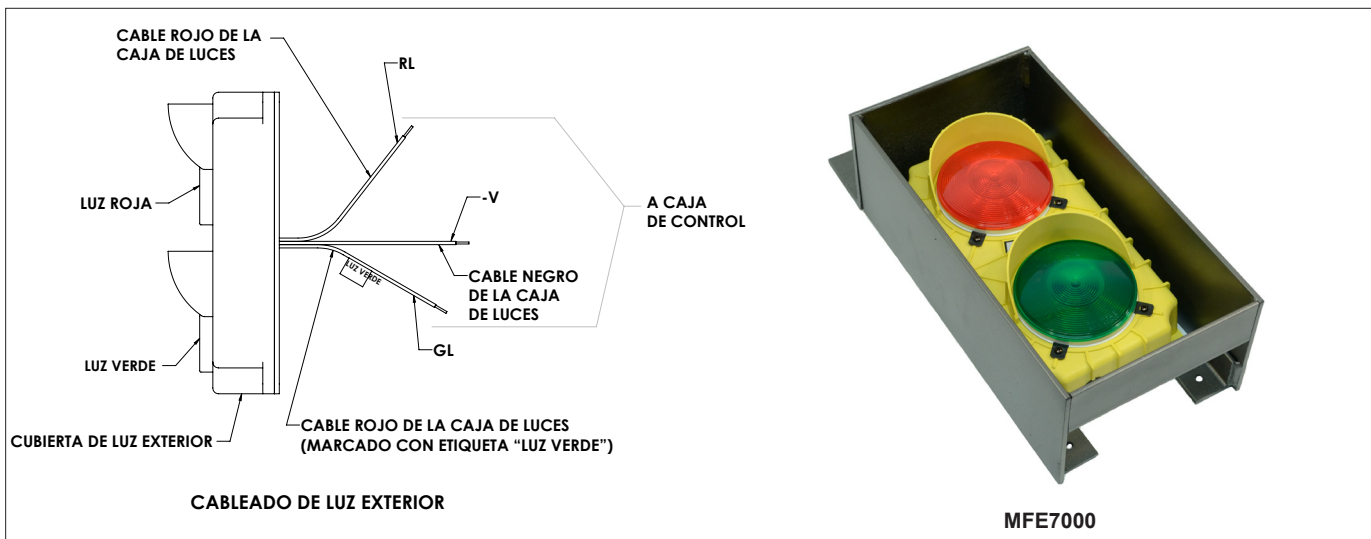 CABLE ROJO DE LA
CAJA DE LUCES
RL
LUZ ROJA
-V
A CAJA
DE CONTROL
LUZ VERDE
CABLE NEGRO
DE LA CAJA
DE LUCES
GL
LUZ VERDE
CUBIERTA DE LUZ EXTERIOR
CABLE ROJO DE LA CAJA DE LUCES
(MARCADO CON ETIQUETA “LUZ VERDE”)
CABLEADO DE LUZ EXTERIOR
MFE7000